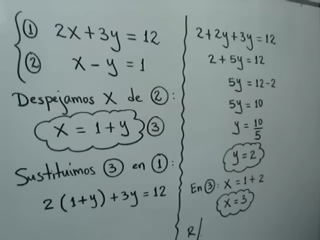 ① 2x+3y=12
② x-y=1
Despejamos x de ②:
x = 1+y ③
Sustituimos ③ en ①:
2(1+y)+3y=12
2+2y+3y=12
2+5y=12
5y=12-2
5y=10
y=10/5
y=2
En ③: x=1+2
x=3
R/